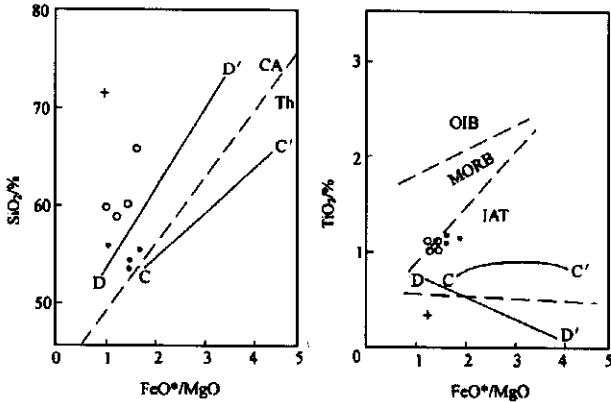 80
70
60
50
SiO₂/%
D′
CA
Th
C′
D
C
0 1 2 3 4 5
FeO*/MgO
3
2
1
0
TiO₂/%
OIB
MORB
IAT
D
C
C′
D′
1 2 3 4 5
FeO*/MgO